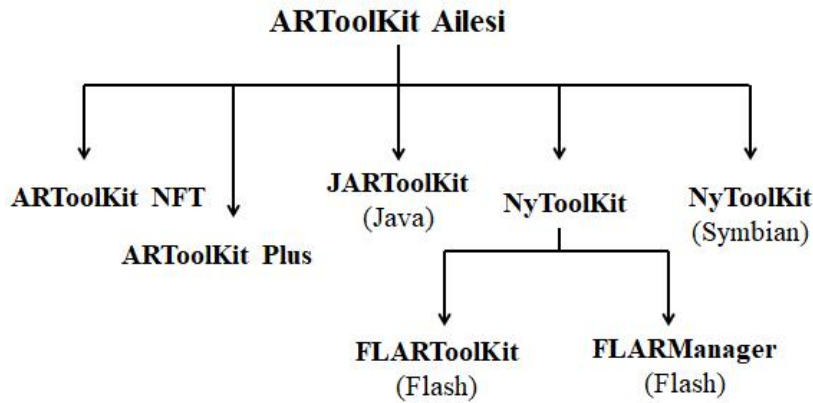 ARToolKit Ailesi
ARToolKit NFT
ARToolKit Plus
JARToolKit
(Java)
NyToolKit
NyToolKit
(Symbian)
FLARToolKit
(Flash)
FLARManager
(Flash)